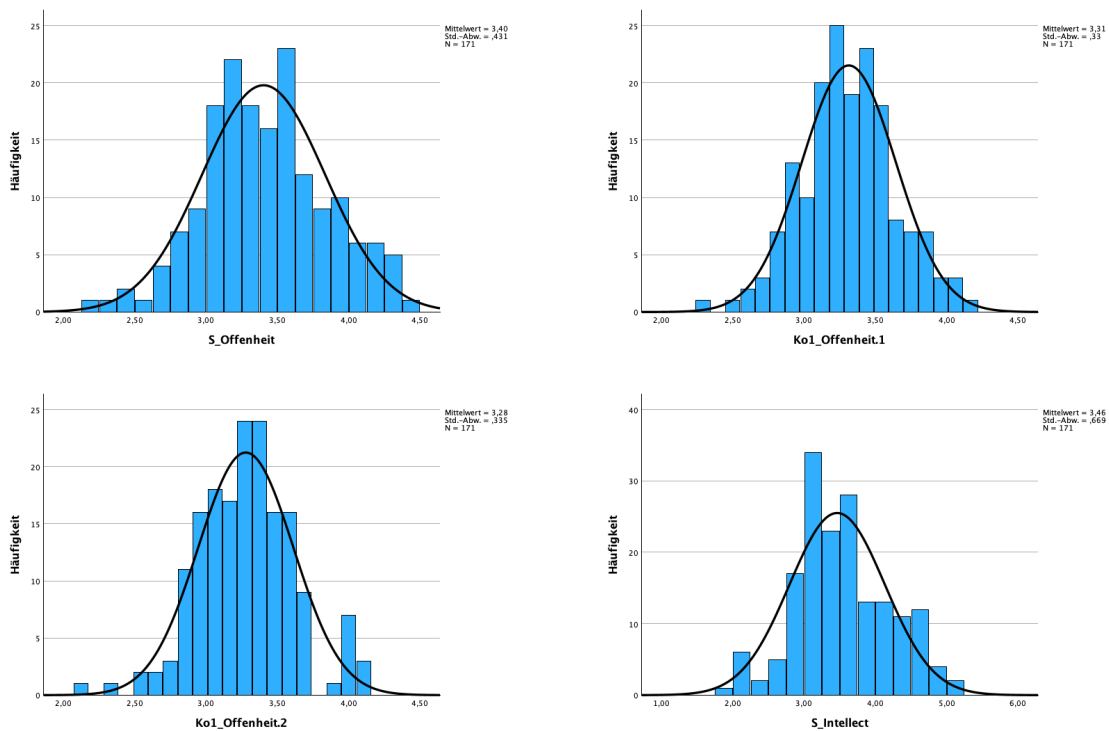 Mittelwert = 3,40
Std.-Abw. = ,431
N = 171
Häufigkeit
25
20
15
10
5
0
2,00 2,50 3,00 3,50 4,00 4,50
S_Offenheit
Mittelwert = 3,31
Std.-Abw. = ,33
N = 171
Häufigkeit
25
20
15
10
5
0
2,00 2,50 3,00 3,50 4,00 4,50
Ko1_Offenheit.1
Mittelwert = 3,28
Std.-Abw. = ,335
N = 171
Häufigkeit
25
20
15
10
5
0
2,00 2,50 3,00 3,50 4,00 4,50
Ko1_Offenheit.2
Mittelwert = 3,46
Std.-Abw. = ,669
N = 171
Häufigkeit
40
30
20
10
0
1,00 2,00 3,00 4,00 5,00 6,00
S_Intellect